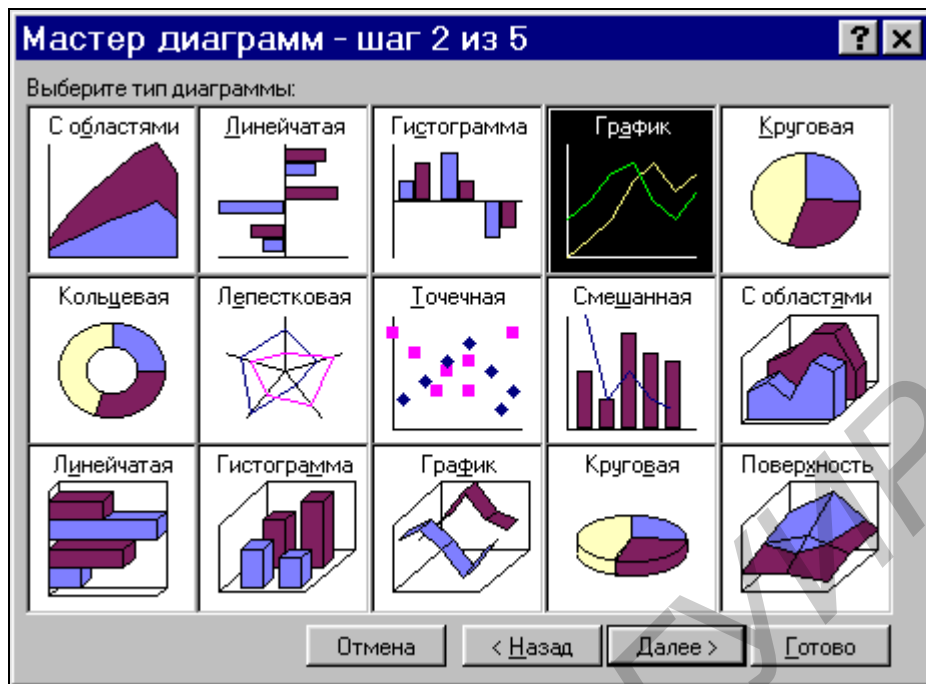 Мастер диаграмм - шаг 2 из 5
?
Выберите тип диаграммы:
С областями Линейчатая Гистограмма График Круговая
Кольцевая Лепестковая Точечная Смешанная С областями
Линейчатая Гистограмма График Круговая Поверхность
Отмена < Назад Далее > Готово
ГУИР